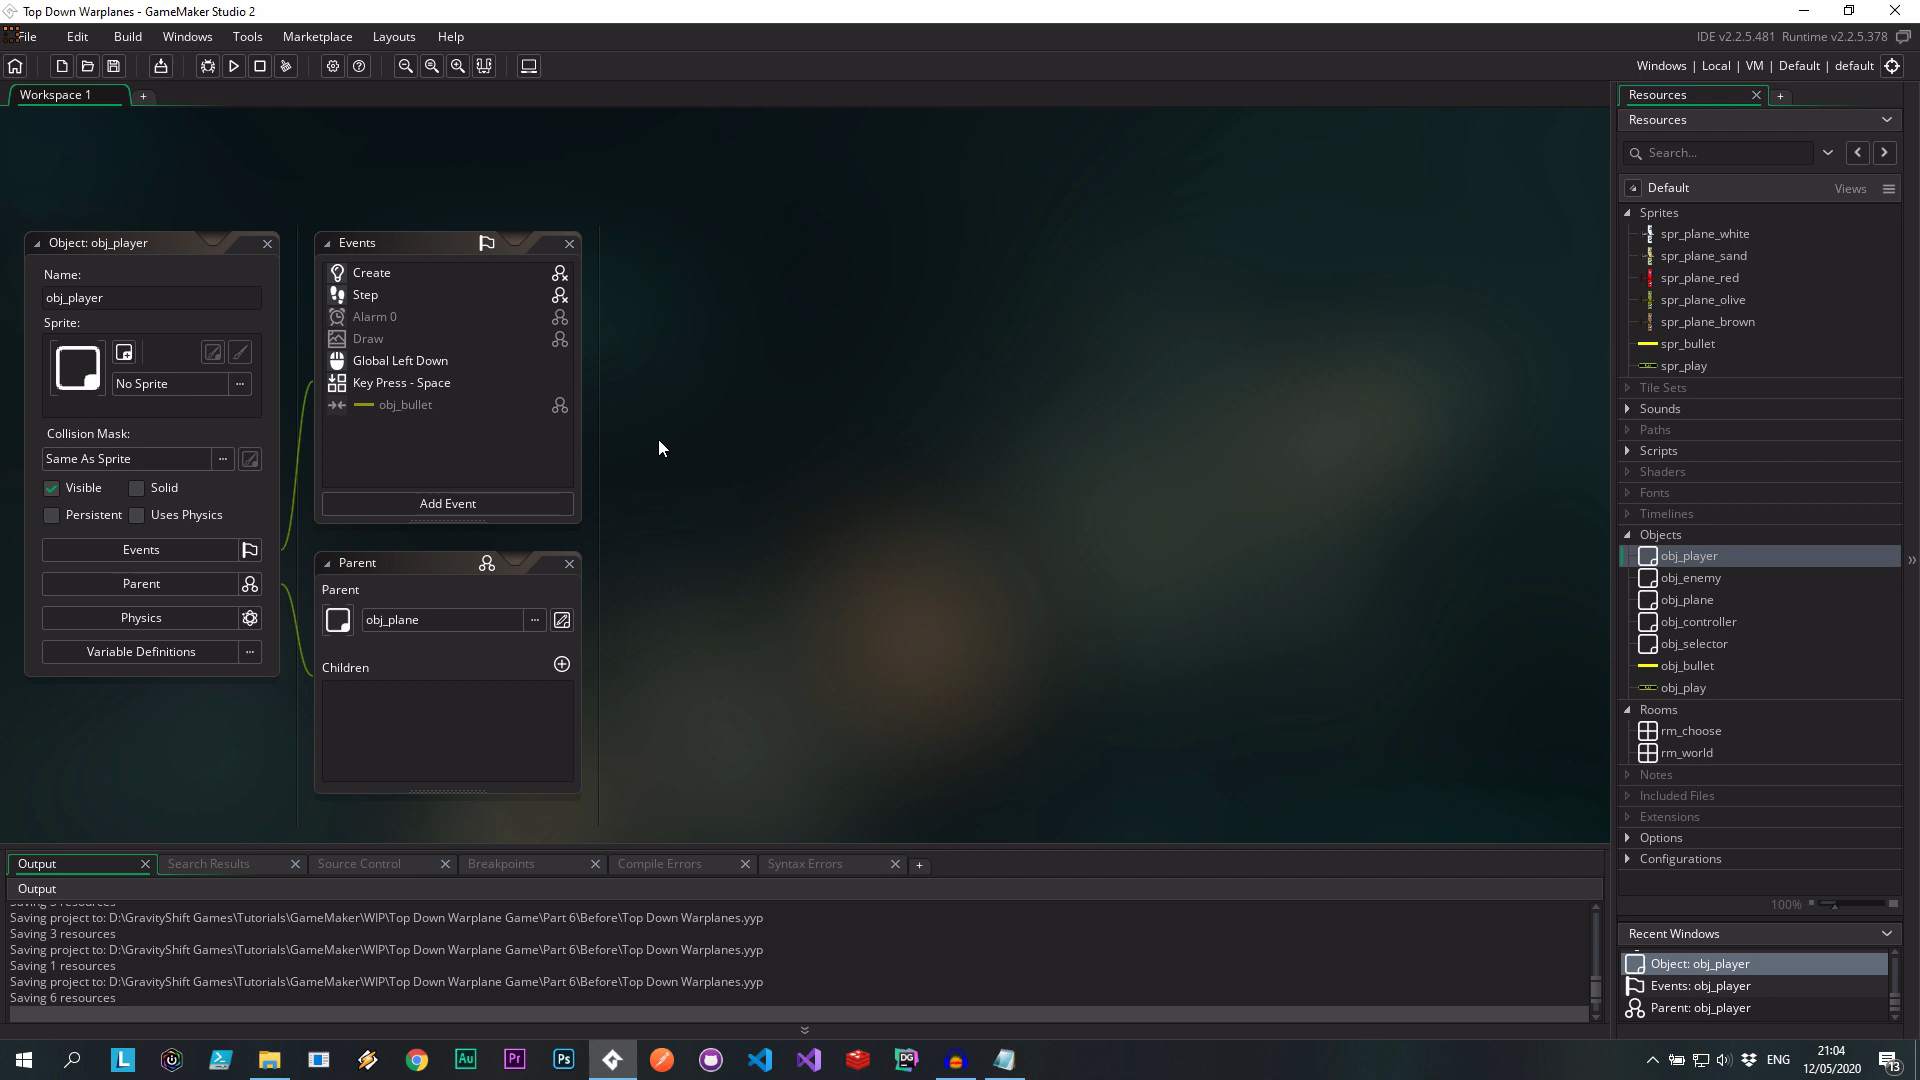 Top Down Warplanes - GameMaker Studio 2
File Edit Build Windows Tools Marketplace Layouts Help
IDE v2.2.5.481 Runtime v2.2.5.378
Windows | Local | VM | Default | default
Workspace 1
Object: obj_player
Name:
obj_player
Sprite:
No Sprite
Collision Mask:
Same As Sprite
Visible Solid
Persistent Uses Physics
Events
Parent
Physics
Variable Definitions
Events
Create
Step
Alarm 0
Draw
Global Left Down
Key Press - Space
obj_bullet
Add Event
Parent
Parent
obj_plane
Children
Resources
Resources
Search...
Default Views
Sprites
spr_plane_white
spr_plane_sand
spr_plane_red
spr_plane_olive
spr_plane_brown
spr_bullet
spr_play
Tile Sets
Sounds
Paths
Scripts
Shaders
Fonts
Timelines
Objects
obj_player
obj_enemy
obj_plane
obj_controller
obj_selector
obj_bullet
obj_play
Rooms
rm_choose
rm_world
Notes
Included Files
Extensions
Options
Configurations
100%
Recent Windows
Object: obj_player
Events: obj_player
Parent: obj_player
Output Search Results Source Control Breakpoints Compile Errors Syntax Errors
Output
Saving project to: D:\GravityShift Games\Tutorials\GameMaker\WIP\Top Down Warplane Game\Part 6\Before\Top Down Warplanes.yyp
Saving 3 resources
Saving project to: D:\GravityShift Games\Tutorials\GameMaker\WIP\Top Down Warplane Game\Part 6\Before\Top Down Warplanes.yyp
Saving 1 resources
Saving project to: D:\GravityShift Games\Tutorials\GameMaker\WIP\Top Down Warplane Game\Part 6\Before\Top Down Warplanes.yyp
Saving 6 resources
L Au Pr Ps DG
ENG
21:04
12/05/2020
13